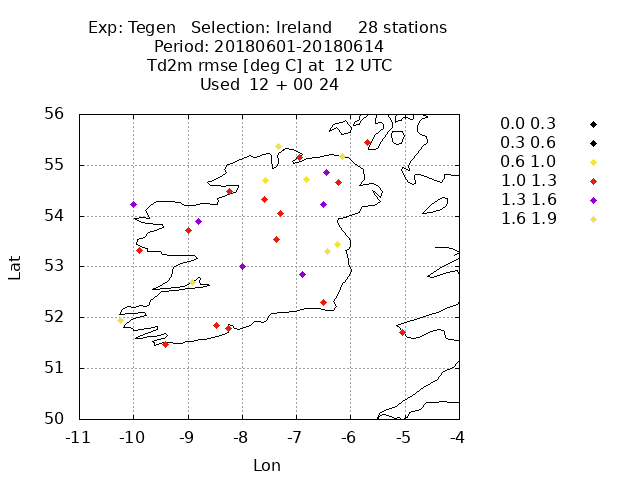 Exp: Tegen   Selection: Ireland     28 stations
Period: 20180601-20180614
Td2m rmse [deg C] at  12 UTC
Used  12 + 00 24
0.0 0.3
0.3 0.6
0.6 1.0
1.0 1.3
1.3 1.6
1.6 1.9
56
55
54
53
52
51
50
Lat
-11 -10 -9 -8 -7 -6 -5 -4
Lon